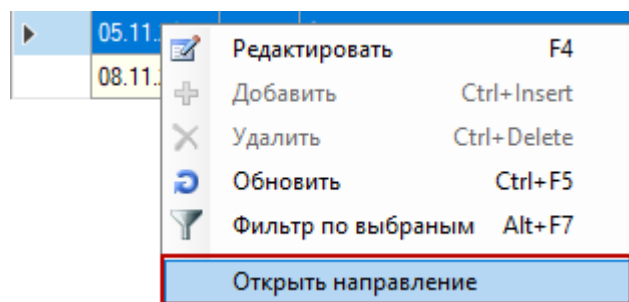 05.11.
Редактировать F4
08.11.
Добавить Ctrl+Insert
Удалить Ctrl+Delete
Обновить Ctrl+F5
Фильтр по выбраным Alt+F7
Открыть направление